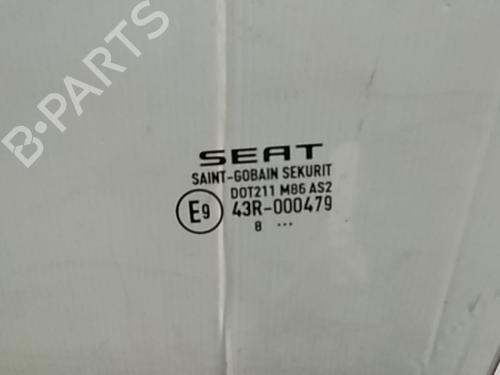 B-PARTS
SEAT
SAINT-GOBAIN SEKURIT
DOT211 M86 AS2
E9 43R-000479
8 ...